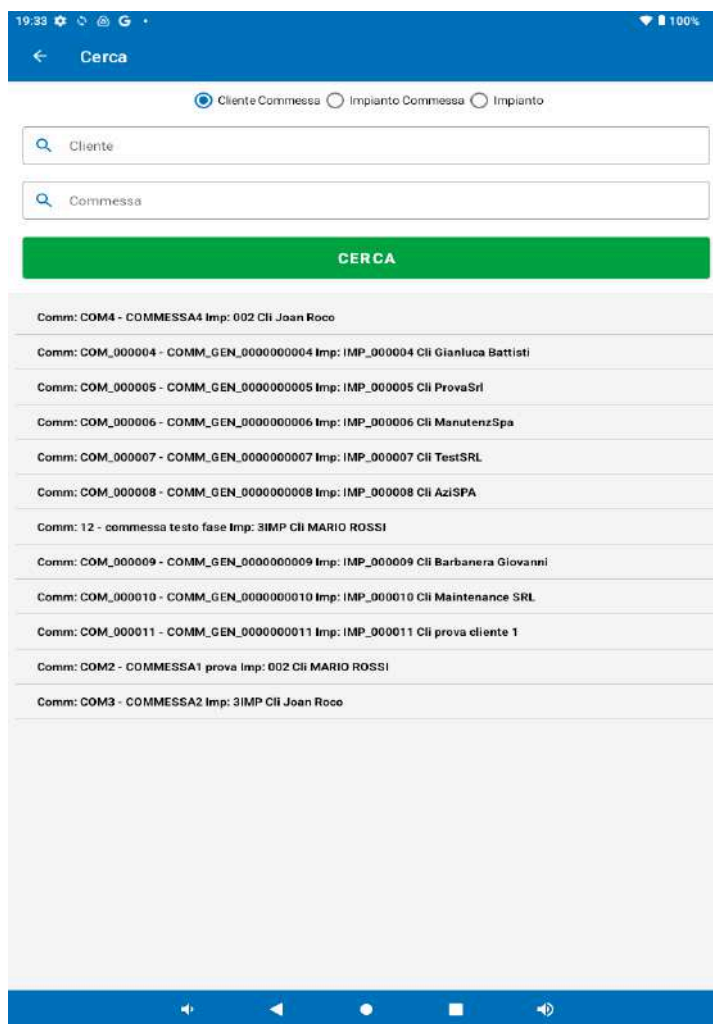 19:33 G · 100%
Cerca
Cliente Commessa Impianto Commessa Impianto
Cliente
Commessa
CERCA
Comm: COM4 - COMMESSA4 Imp: 002 Cli Joan Roco
Comm: COM_000004 - COMM_GEN_0000000004 Imp: IMP_000004 Cli Gianluca Battisti
Comm: COM_000005 - COMM_GEN_0000000005 Imp: IMP_000005 Cli ProvaSrl
Comm: COM_000006 - COMM_GEN_0000000006 Imp: IMP_000006 Cli ManutenzSpa
Comm: COM_000007 - COMM_GEN_0000000007 Imp: IMP_000007 Cli TestSRL
Comm: COM_000008 - COMM_GEN_0000000008 Imp: IMP_000008 Cli AziSPA
Comm: 12 - commessa testo fase Imp: 3IMP Cli MARIO ROSSI
Comm: COM_000009 - COMM_GEN_0000000009 Imp: IMP_000009 Cli Barbanera Giovanni
Comm: COM_000010 - COMM_GEN_0000000010 Imp: IMP_000010 Cli Maintenance SRL
Comm: COM_000011 - COMM_GEN_0000000011 Imp: IMP_000011 Cli prova cliente 1
Comm: COM2 - COMMESSA1 prova Imp: 002 Cli MARIO ROSSI
Comm: COM3 - COMMESSA2 Imp: 3IMP Cli Joan Roco